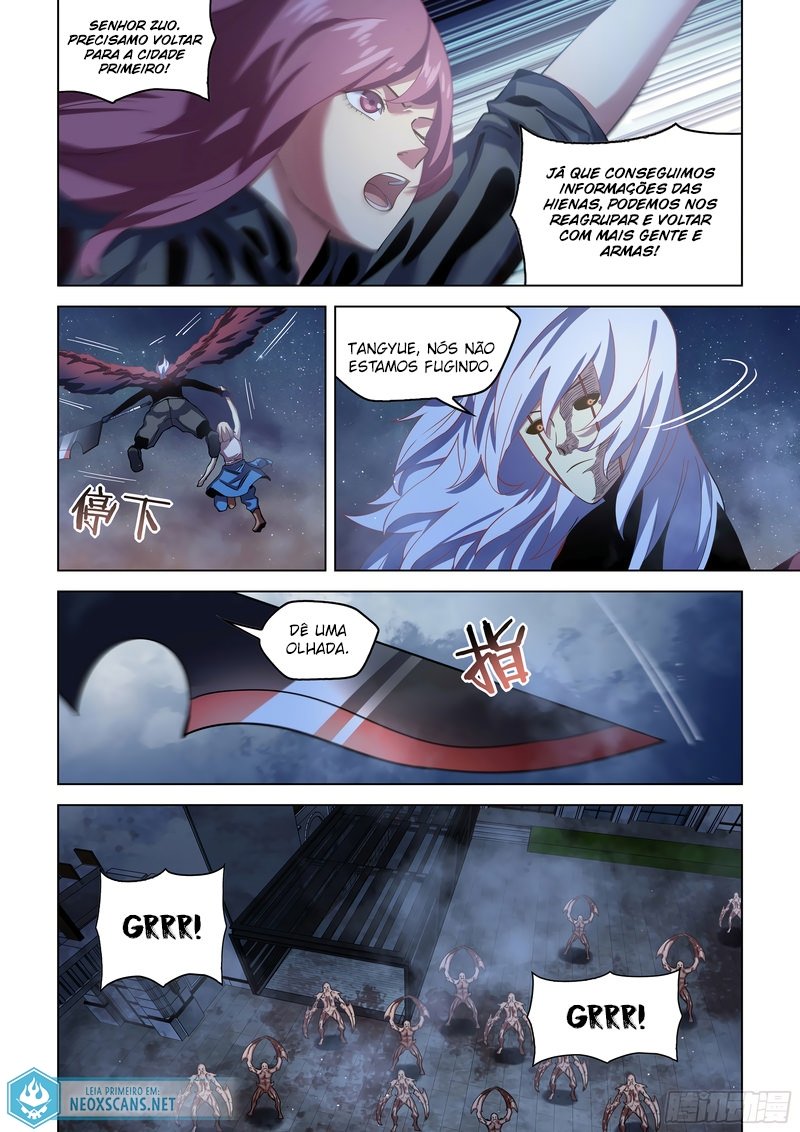 SENHOR ZUO.
PRECISAMO VOLTAR
PARA A CIDADE
PRIMEIRO!
JÁ QUE CONSEGUIMOS
INFORMAÇÕES DAS
HIENAS, PODEMOS NOS
REAGRUPAR E VOLTAR
COM MAIS GENTE E
ARMAS!
停下
TANGYUE, NÓS NÃO
ESTAMOS FUGINDO.
DÊ UMA
OLHADA.
指
GRRR!
GRRR!
LEIA PRIMEIRO EM:
NEOXSCANS.NET
腾讯动漫